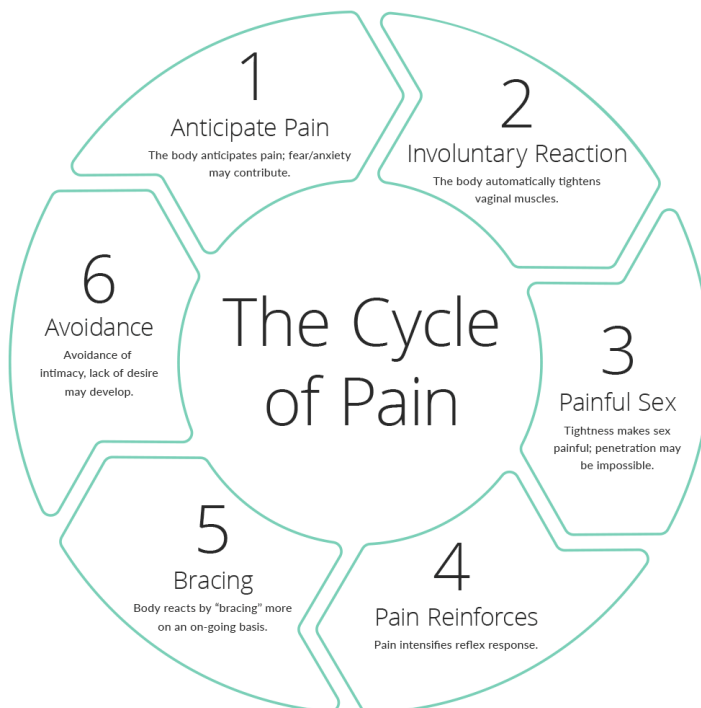 1
Anticipate Pain
The body anticipates pain; fear/anxiety
may contribute.
2
Involuntary Reaction
The body automatically tightens
vaginal muscles.
3
Painful Sex
Tightness makes sex
painful; penetration may
be impossible.
4
Pain Reinforces
Pain intensifies reflex response.
5
Bracing
Body reacts by “bracing” more
on an on-going basis.
6
Avoidance
Avoidance of
intimacy, lack of desire
may develop.
The Cycle
of Pain